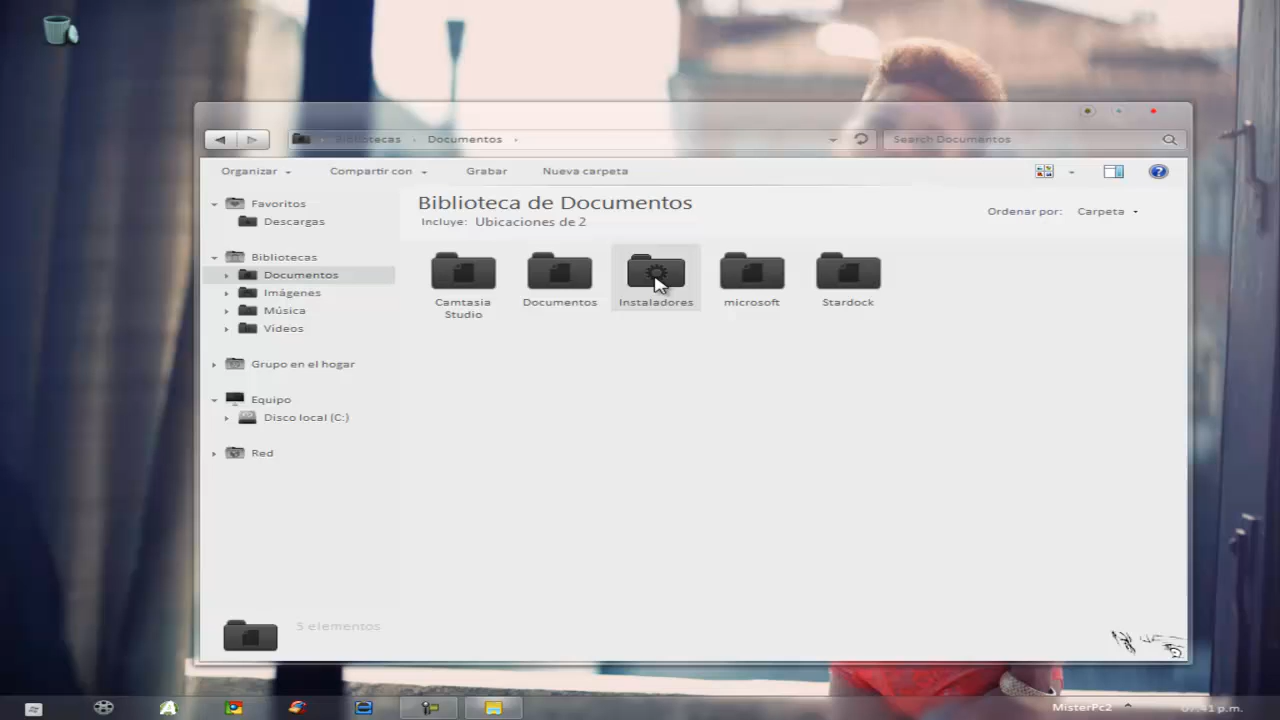 Bibliotecas Documentos
Search Documentos
Organizar Compartir con Grabar Nueva carpeta
Favoritos
Descargas
Bibliotecas
Documentos
Imágenes
Música
Vídeos
Grupo en el hogar
Equipo
Disco local (C:)
Red
Biblioteca de Documentos
Incluye: Ubicaciones de 2
Ordenar por: Carpeta
Camtasia
Studio
Documentos
Instaladores
microsoft
Stardock
5 elementos
MisterPc2
07:41 p.m.